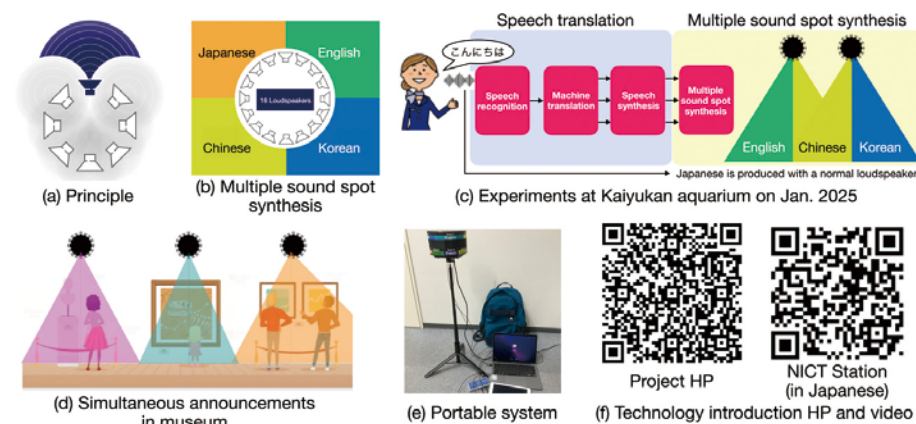 (a) Principle
Japanese
English
16 Loudspeakers
Chinese
Korean
(b) Multiple sound spot
synthesis
Speech translation
Multiple sound spot synthesis
こんにちは
Speech
recognition
Machine
translation
Speech
synthesis
Multiple
sound spot
synthesis
English
Chinese
Korean
Japanese is produced with a normal loudspeaker
(c) Experiments at Kaiyukan aquarium on Jan. 2025
(d) Simultaneous announcements
in museum
(e) Portable system
Project HP
NICT Station
(in Japanese)
(f) Technology introduction HP and video